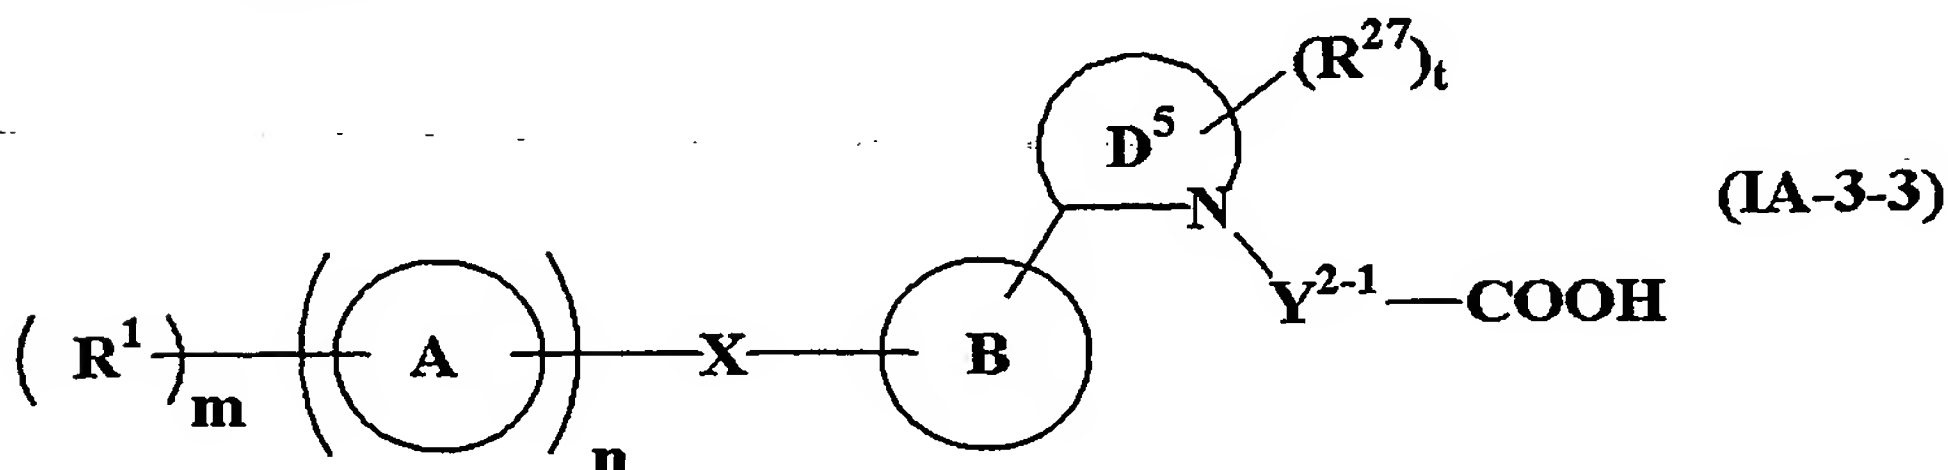 (R²⁷)t
D⁵
N
(IA-3-3)
Y²⁻¹—COOH
(R¹)m (A)n X B